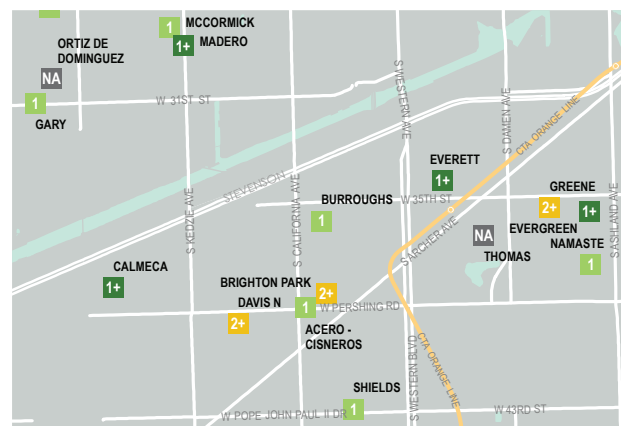 1
MCCORMICK
1+
MADERO
ORTIZ DE
DOMINGUEZ
NA
1
GARY
W 31ST ST
S WESTERN AVE
S DAMEN AVE
CTA ORANGE LINE
EVERETT
1+
STEVENSON
S KEDZIE AVE
S CALIFORNIA AVE
BURROUGHS
1
W 35TH ST
GREENE
2+
1+
EVERGREEN
NAMASTE
1
S ASHLAND AVE
S ARCHER AVE
NA
THOMAS
CALMECA
1+
BRIGHTON PARK
2+
DAVIS N
2+
1
W PERSHING RD
ACERO -
CISNEROS
CTA ORANGE LINE
S WESTERN BLVD
SHIELDS
1
W POPE JOHN PAUL II DR
W 43RD ST